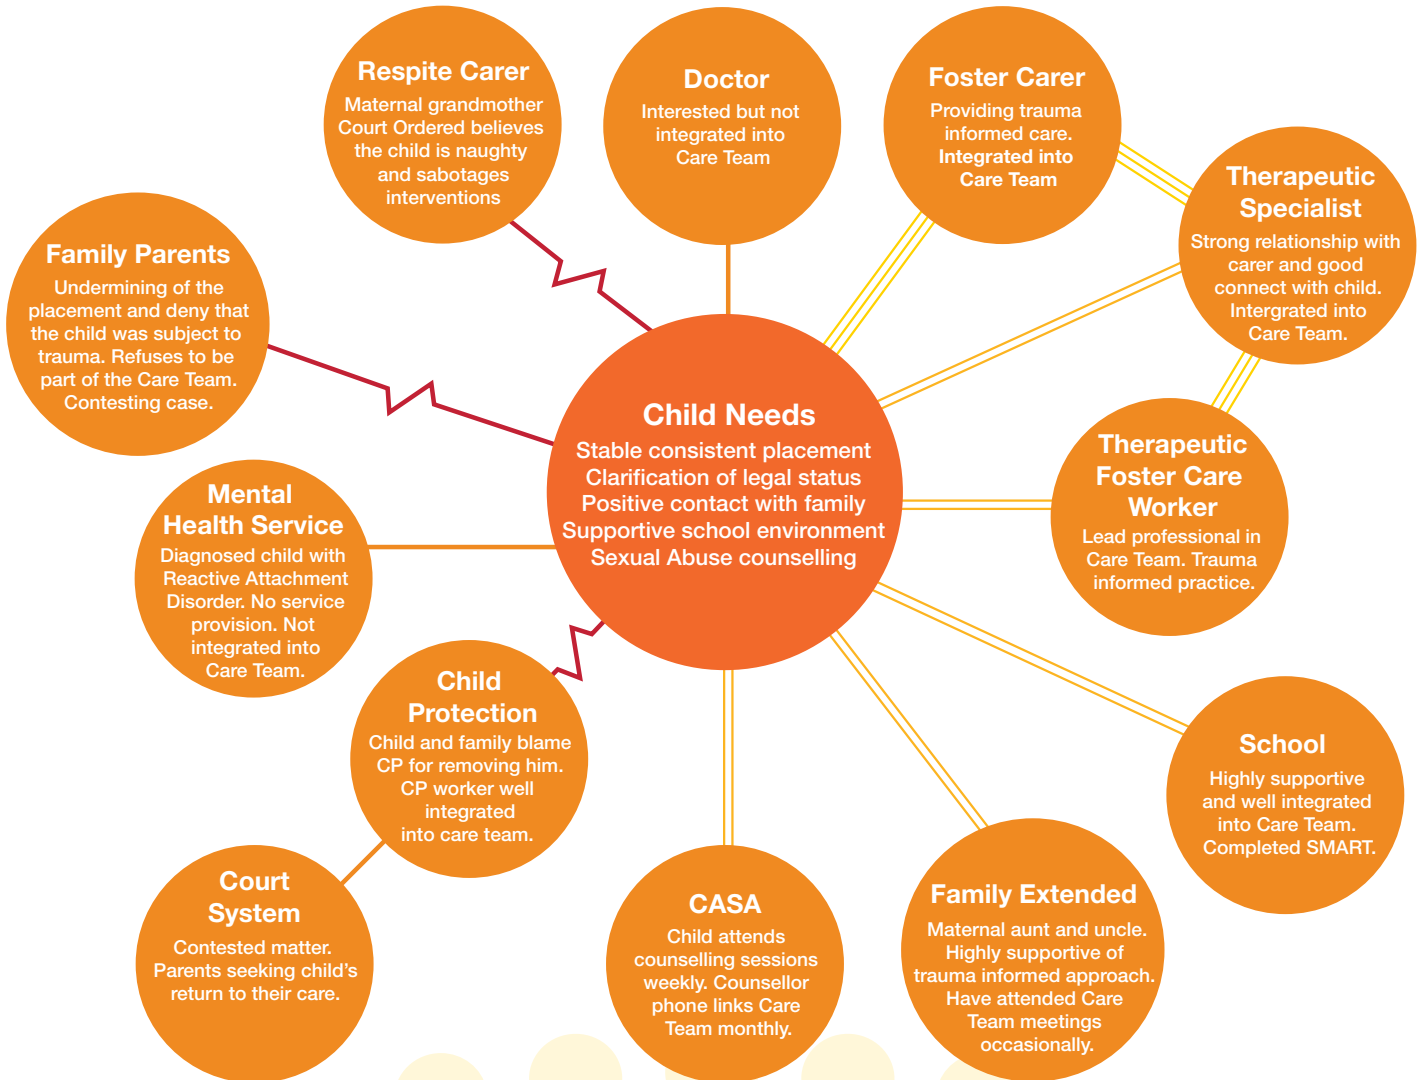 Respite Carer
Maternal grandmother
Court Ordered believes
the child is naughty
and sabotages
interventions
Doctor
Interested but not
integrated into
Care Team
Foster Carer
Providing trauma
informed care.
Integrated into
Care Team
Therapeutic
Specialist
Strong relationship with
carer and good
connect with child.
Intergrated into
Care Team.
Family Parents
Undermining of the
placement and deny that
the child was subject to
trauma. Refuses to be
part of the Care Team.
Contesting case.
Child Needs
Stable consistent placement
Clarification of legal status
Positive contact with family
Supportive school environment
Sexual Abuse counselling
Therapeutic
Foster Care
Worker
Lead professional in
Care Team. Trauma
informed practice.
Mental
Health Service
Diagnosed child with
Reactive Attachment
Disorder. No service
provision. Not
integrated into
Care Team.
Child
Protection
Child and family blame
CP for removing him.
CP worker well
integrated
into care team.
School
Highly supportive
and well integrated
into Care Team.
Completed SMART.
Court
System
Contested matter.
Parents seeking child's
return to their care.
CASA
Child attends
counselling sessions
weekly. Counsellor
phone links Care
Team monthly.
Family Extended
Maternal aunt and uncle.
Highly supportive of
trauma informed approach.
Have attended Care
Team meetings
occasionally.